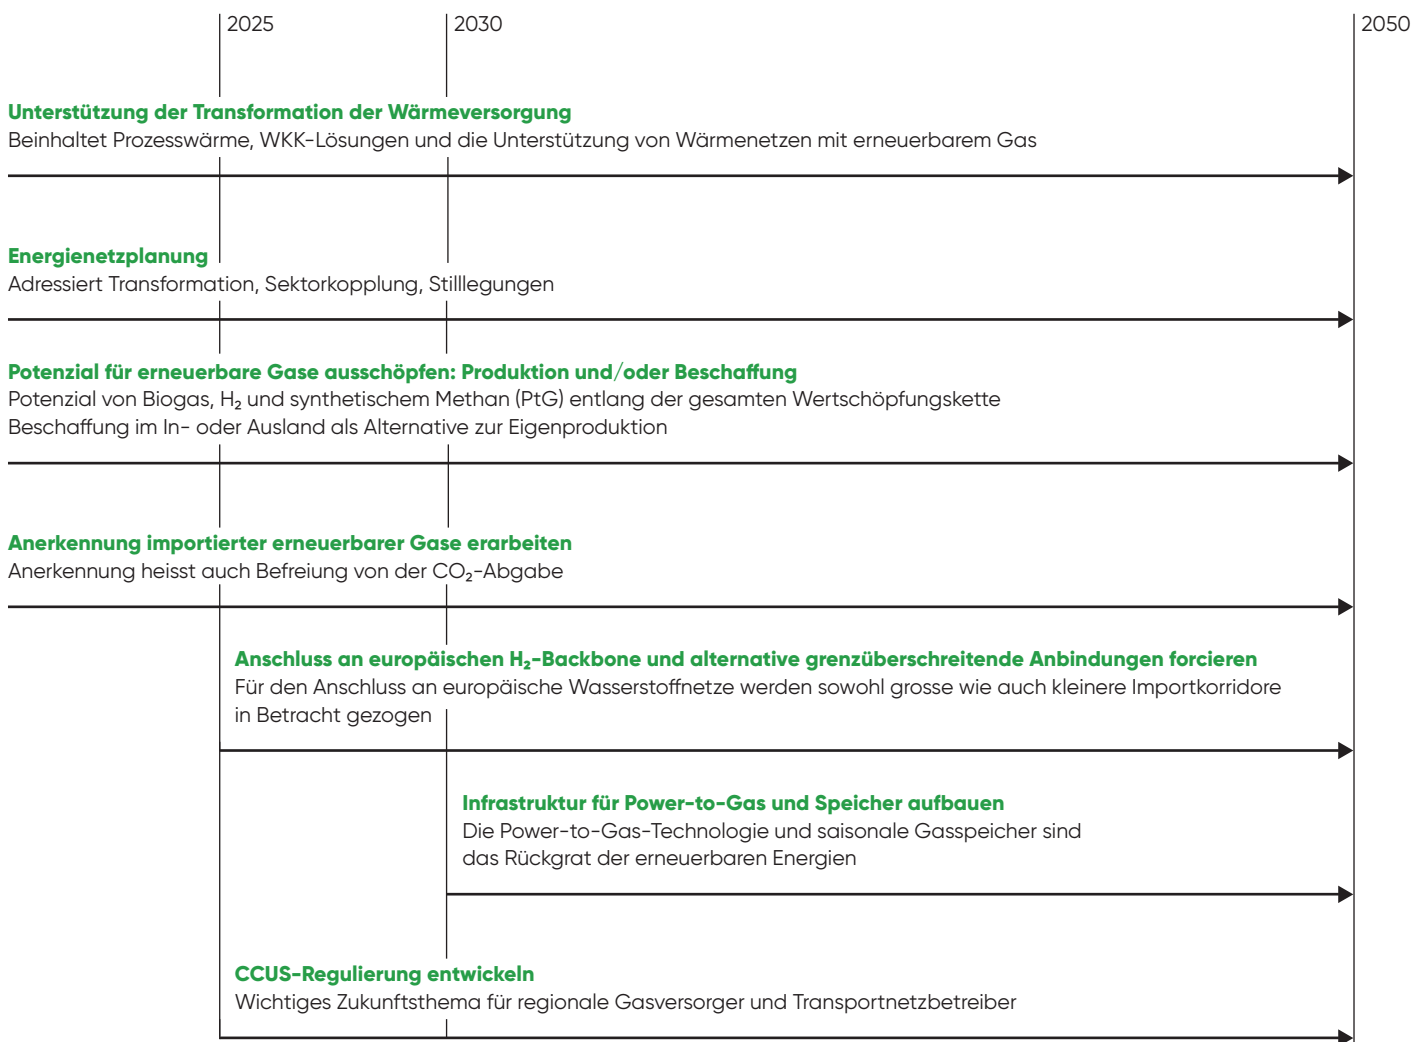 2025
2030
2050
Unterstützung der Transformation der Wärmeversorgung
Beinhaltet Prozesswärme, WKK-Lösungen und die Unterstützung von Wärmenetzen mit erneuerbarem Gas
Energienetzplanung
Adressiert Transformation, Sektorkopplung, Stilllegungen
Potenzial für erneuerbare Gase ausschöpfen: Produktion und/oder Beschaffung
Potenzial von Biogas, H₂ und synthetischem Methan (PtG) entlang der gesamten Wertschöpfungskette
Beschaffung im In- oder Ausland als Alternative zur Eigenproduktion
Anerkennung importierter erneuerbarer Gase erarbeiten
Anerkennung heisst auch Befreiung von der CO₂-Abgabe
Anschluss an europäischen H₂-Backbone und alternative grenzüberschreitende Anbindungen forcieren
Für den Anschluss an europäische Wasserstoffnetze werden sowohl grosse wie auch kleinere Importkorridore
in Betracht gezogen
Infrastruktur für Power-to-Gas und Speicher aufbauen
Die Power-to-Gas-Technologie und saisonale Gasspeicher sind
das Rückgrat der erneuerbaren Energien
CCUS-Regulierung entwickeln
Wichtiges Zukunftsthema für regionale Gasversorger und Transportnetzbetreiber